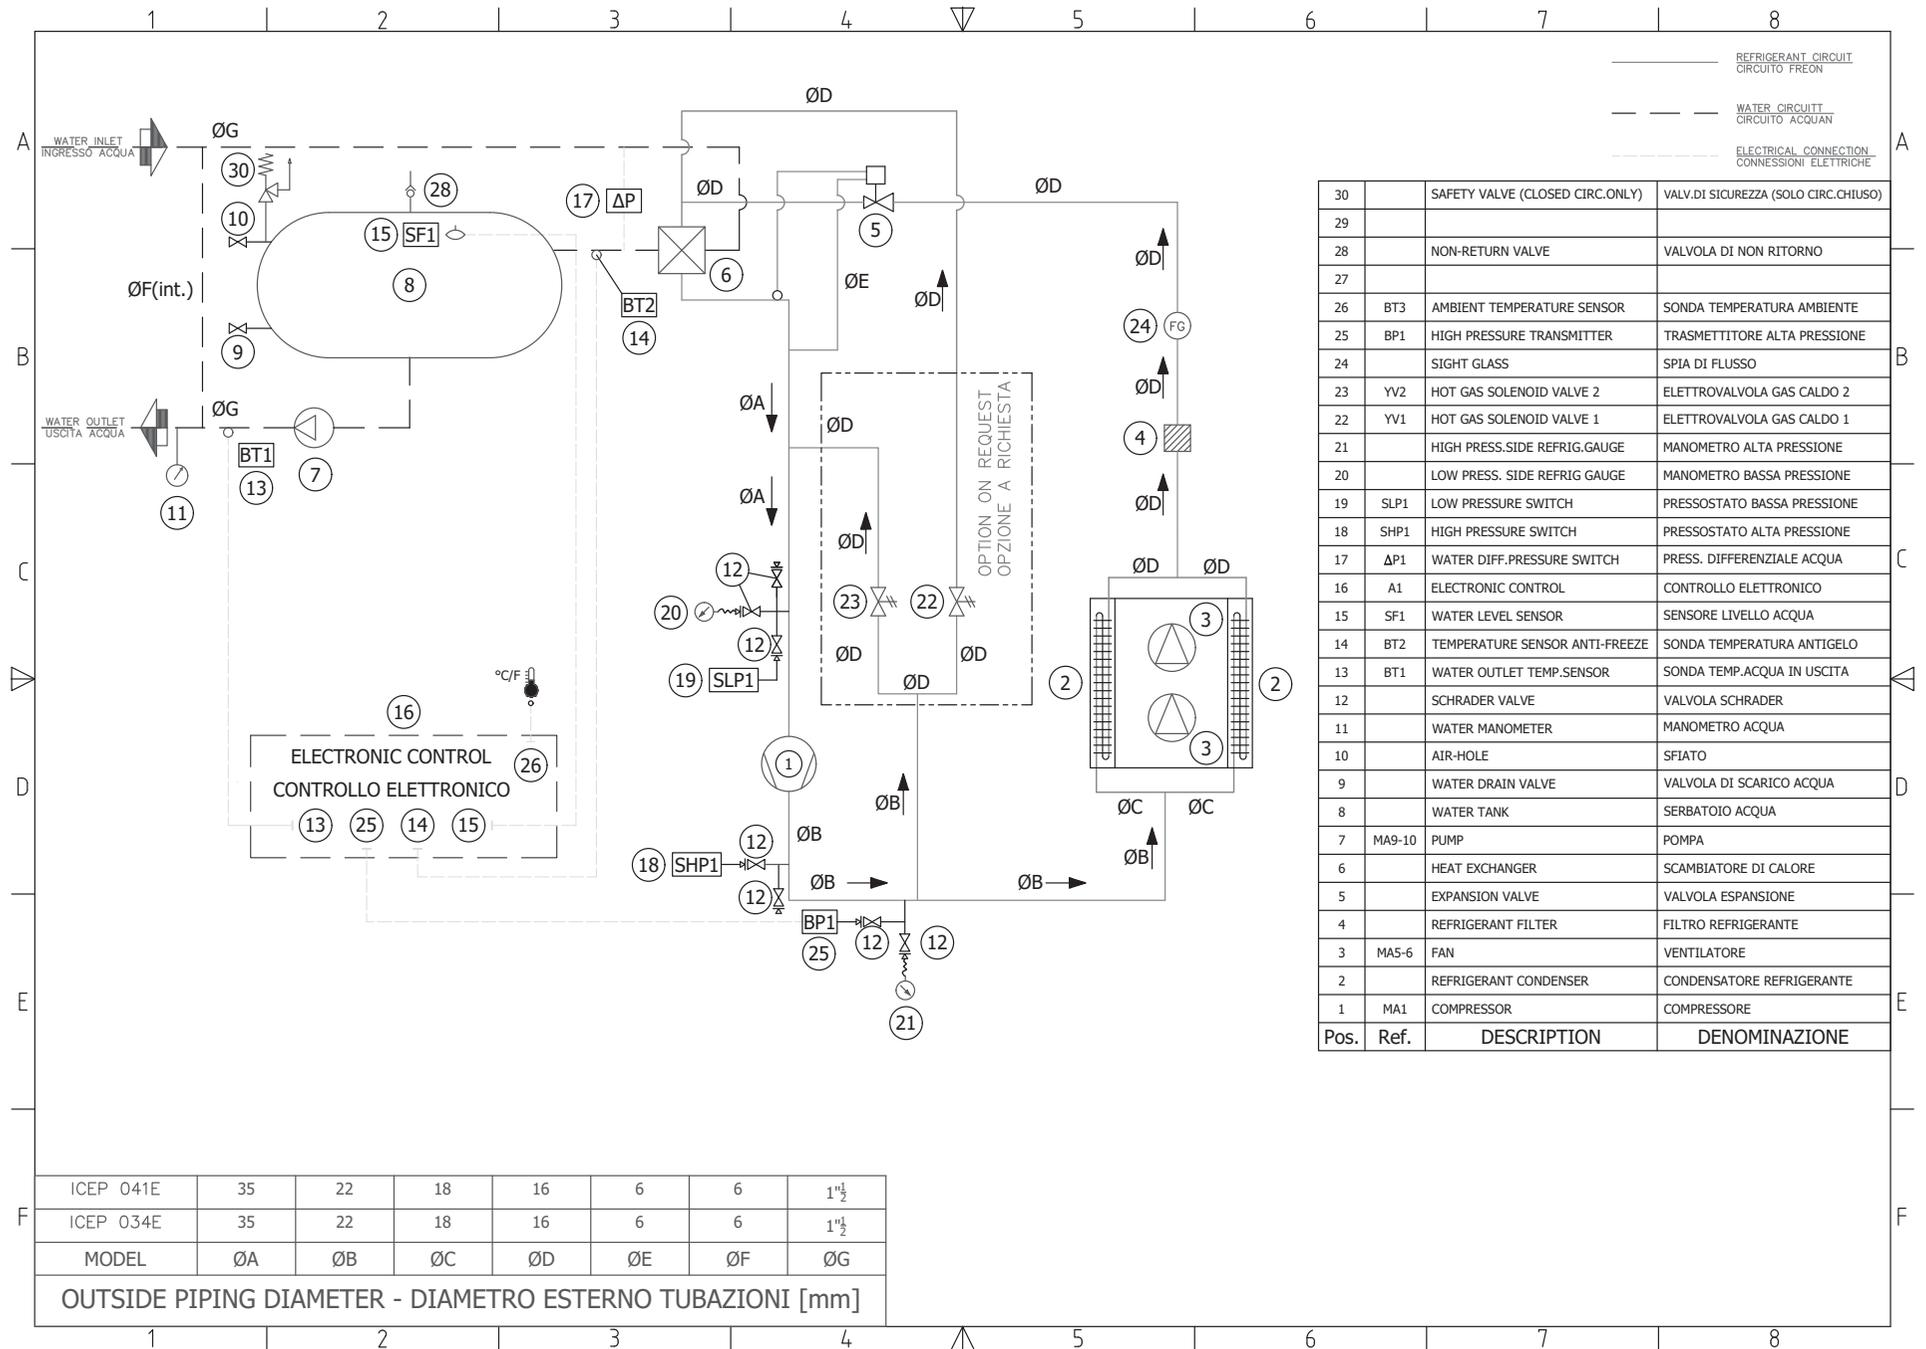 1 2 3 4 5 6 7 8
REFRIGERANT CIRCUIT
CIRCUITO FREON
WATER CIRCUITT
CIRCUITO ACQUAN
ELECTRICAL CONNECTION
CONNESSIONI ELETTRICHE
A
A
B
B
C
C
D
D
E
E
F
F
WATER INLET
INGRESSO ACQUA
ØG
30
10
28
15 SF1
8
ØF(int.)
9
WATER OUTLET
USCITA ACQUA
ØG
BT1
13
7
11
17 ΔP
BT2
14
6
ØD
ØD
ØD
5
ØE
ØD
ØD
24 FG
ØD
4
ØD
ØD ØD
3
3
2
2
ØC ØC
ØB
ØA
ØA
OPTION ON REQUEST
OPZIONE A RICHIESTA
ØD
ØD
23
22
ØD
ØD
ØD
12
20
12
19 SLP1
1
ØB
ØB
12
18 SHP1
12
ØB
ØB
BP1
25
12
12
21
°C/F
16
ELECTRONIC CONTROL
26
CONTROLLO ELETTRONICO
13 25 14 15
30 SAFETY VALVE (CLOSED CIRC.ONLY) VALV.DI SICUREZZA (SOLO CIRC.CHIUSO)
29
28 NON-RETURN VALVE VALVOLA DI NON RITORNO
27
26 BT3 AMBIENT TEMPERATURE SENSOR SONDA TEMPERATURA AMBIENTE
25 BP1 HIGH PRESSURE TRANSMITTER TRASMETTITORE ALTA PRESSIONE
24 SIGHT GLASS SPIA DI FLUSSO
23 YV2 HOT GAS SOLENOID VALVE 2 ELETTROVALVOLA GAS CALDO 2
22 YV1 HOT GAS SOLENOID VALVE 1 ELETTROVALVOLA GAS CALDO 1
21 HIGH PRESS.SIDE REFRIG.GAUGE MANOMETRO ALTA PRESSIONE
20 LOW PRESS. SIDE REFRIG GAUGE MANOMETRO BASSA PRESSIONE
19 SLP1 LOW PRESSURE SWITCH PRESSOSTATO BASSA PRESSIONE
18 SHP1 HIGH PRESSURE SWITCH PRESSOSTATO ALTA PRESSIONE
17 ΔP1 WATER DIFF.PRESSURE SWITCH PRESS. DIFFERENZIALE ACQUA
16 A1 ELECTRONIC CONTROL CONTROLLO ELETTRONICO
15 SF1 WATER LEVEL SENSOR SENSORE LIVELLO ACQUA
14 BT2 TEMPERATURE SENSOR ANTI-FREEZE SONDA TEMPERATURA ANTIGELO
13 BT1 WATER OUTLET TEMP.SENSOR SONDA TEMP.ACQUA IN USCITA
12 SCHRADER VALVE VALVOLA SCHRADER
11 WATER MANOMETER MANOMETRO ACQUA
10 AIR-HOLE SFIATO
9 WATER DRAIN VALVE VALVOLA DI SCARICO ACQUA
8 WATER TANK SERBATOIO ACQUA
7 MA9-10 PUMP POMPA
6 HEAT EXCHANGER SCAMBIATORE DI CALORE
5 EXPANSION VALVE VALVOLA ESPANSIONE
4 REFRIGERANT FILTER FILTRO REFRIGERANTE
3 MA5-6 FAN VENTILATORE
2 REFRIGERANT CONDENSER CONDENSATORE REFRIGERANTE
1 MA1 COMPRESSOR COMPRESSORE
Pos. Ref. DESCRIPTION DENOMINAZIONE
ICEP 041E 35 22 18 16 6 6 1"½
ICEP 034E 35 22 18 16 6 6 1"½
MODEL ØA ØB ØC ØD ØE ØF ØG
OUTSIDE PIPING DIAMETER - DIAMETRO ESTERNO TUBAZIONI [mm]
1 2 3 4 5 6 7 8